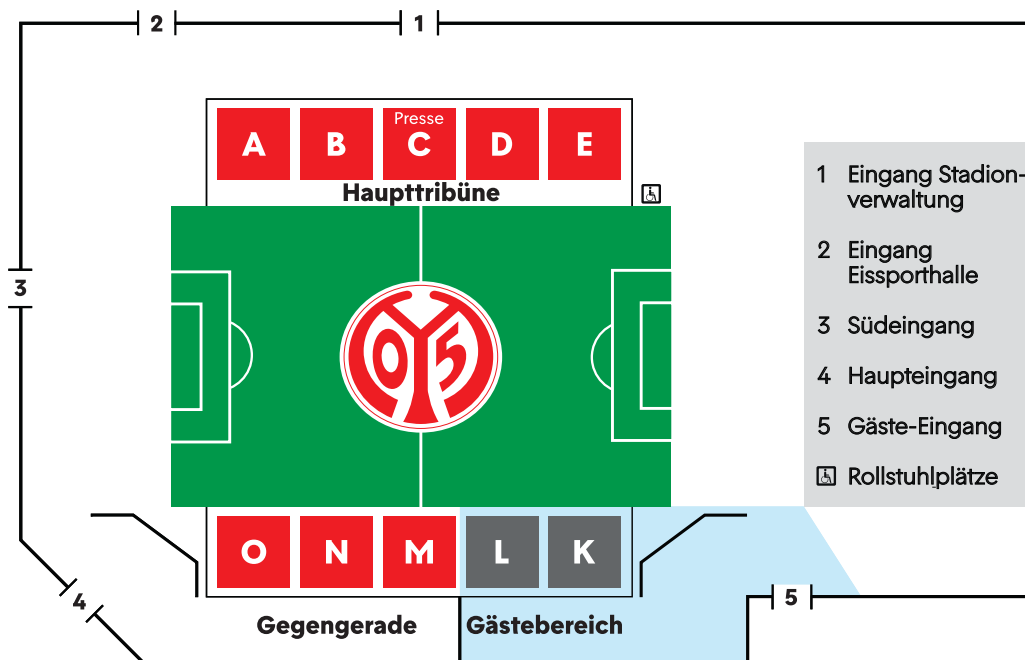 2
1
Presse
A B C D E
Haupttribüne
3
05
O N M L K
Gegengerade
Gästebereich
4
5
1 Eingang Stadion-
verwaltung
2 Eingang
Eissporthalle
3 Südeingang
4 Haupteingang
5 Gäste-Eingang
Rollstuhlplätze